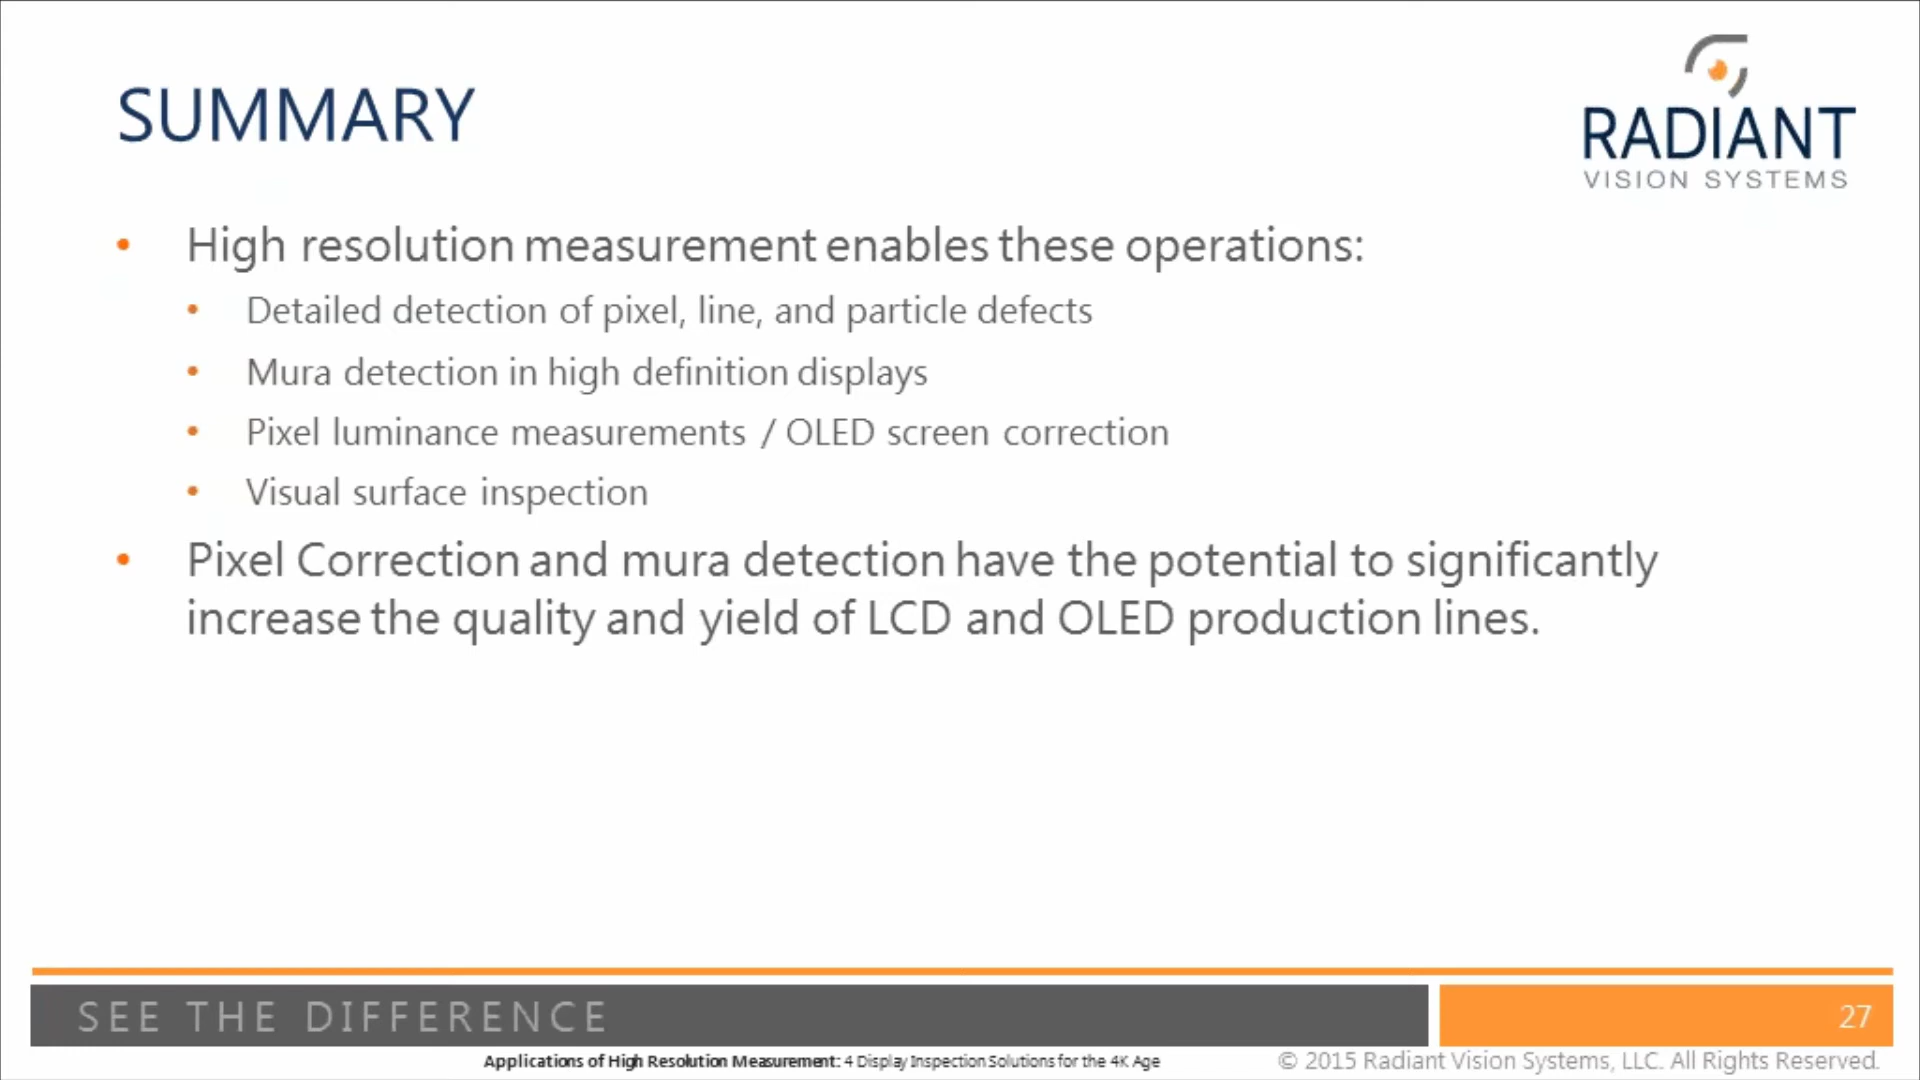 SUMMARY
RADIANT
VISION SYSTEMS
• High resolution measurement enables these operations:
• Detailed detection of pixel, line, and particle defects
• Mura detection in high definition displays
• Pixel luminance measurements / OLED screen correction
• Visual surface inspection
• Pixel Correction and mura detection have the potential to significantly
increase the quality and yield of LCD and OLED production lines.
SEE THE DIFFERENCE
27
Applications of High Resolution Measurement: 4 Display Inspection Solutions for the 4K Age
© 2015 Radiant Vision Systems, LLC. All Rights Reserved.